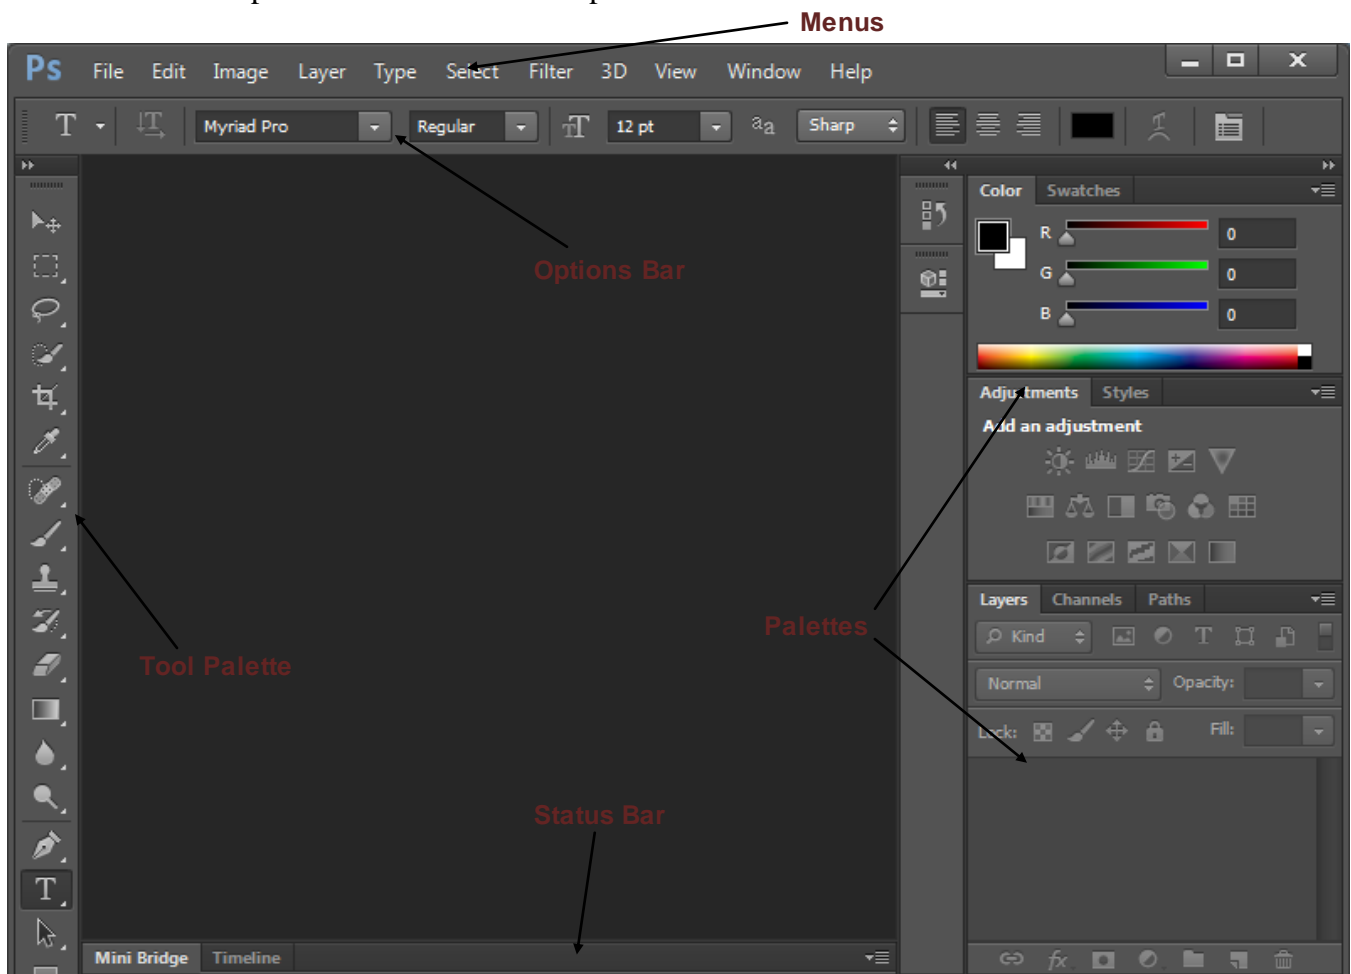 Menus
Ps File Edit Image Layer Type Select Filter 3D View Window Help
T Myriad Pro Regular T 12 pt aa Sharp
Color Swatches
R 0
Options Bar
G 0
B 0
Adjustments Styles
Add an adjustment
Layers Channels Paths
Palettes
Kind T
Tool Palette
Normal Opacity:
Lock: Fill:
Status Bar
T
Mini Bridge Timeline
fx